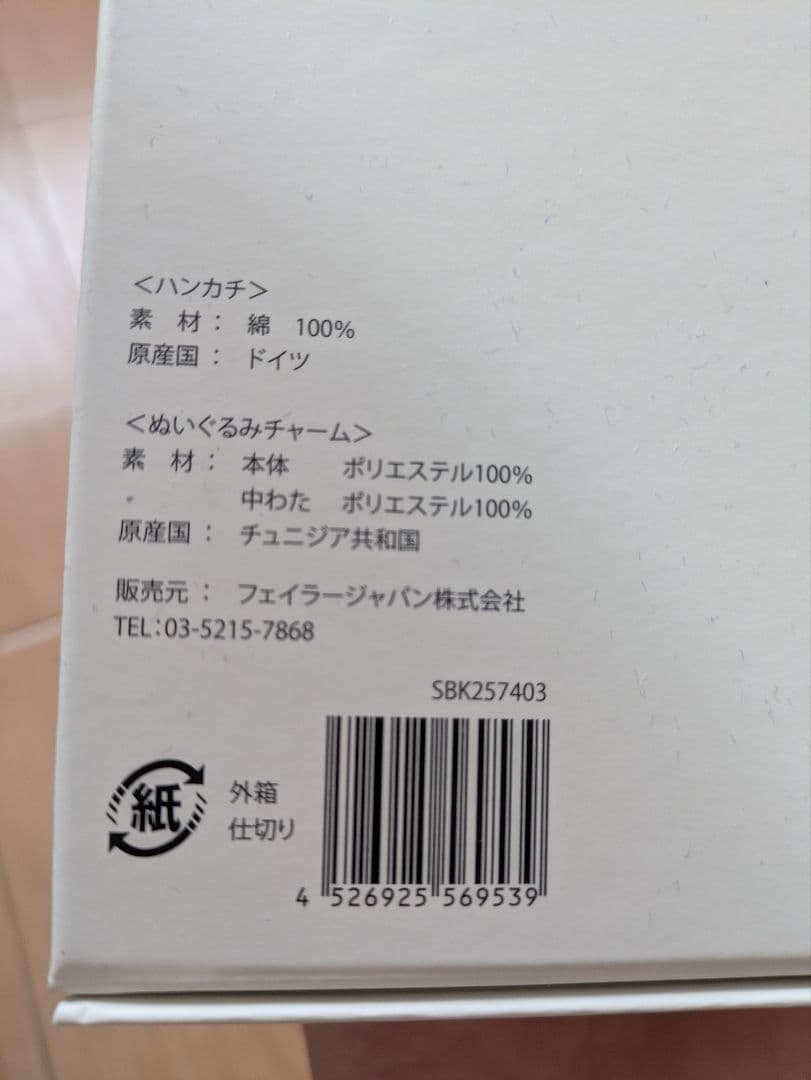 ＜ハンカチ＞
素　材：　綿　100%
原産国：　ドイツ
＜ぬいぐるみチャーム＞
素　材：　本体　　ポリエステル100%
中わた　ポリエステル100%
原産国：　チュニジア共和国
販売元：　フェイラージャパン株式会社
TEL：03-5215-7868
SBK257403
紙
外箱
仕切り
4 526925 569539